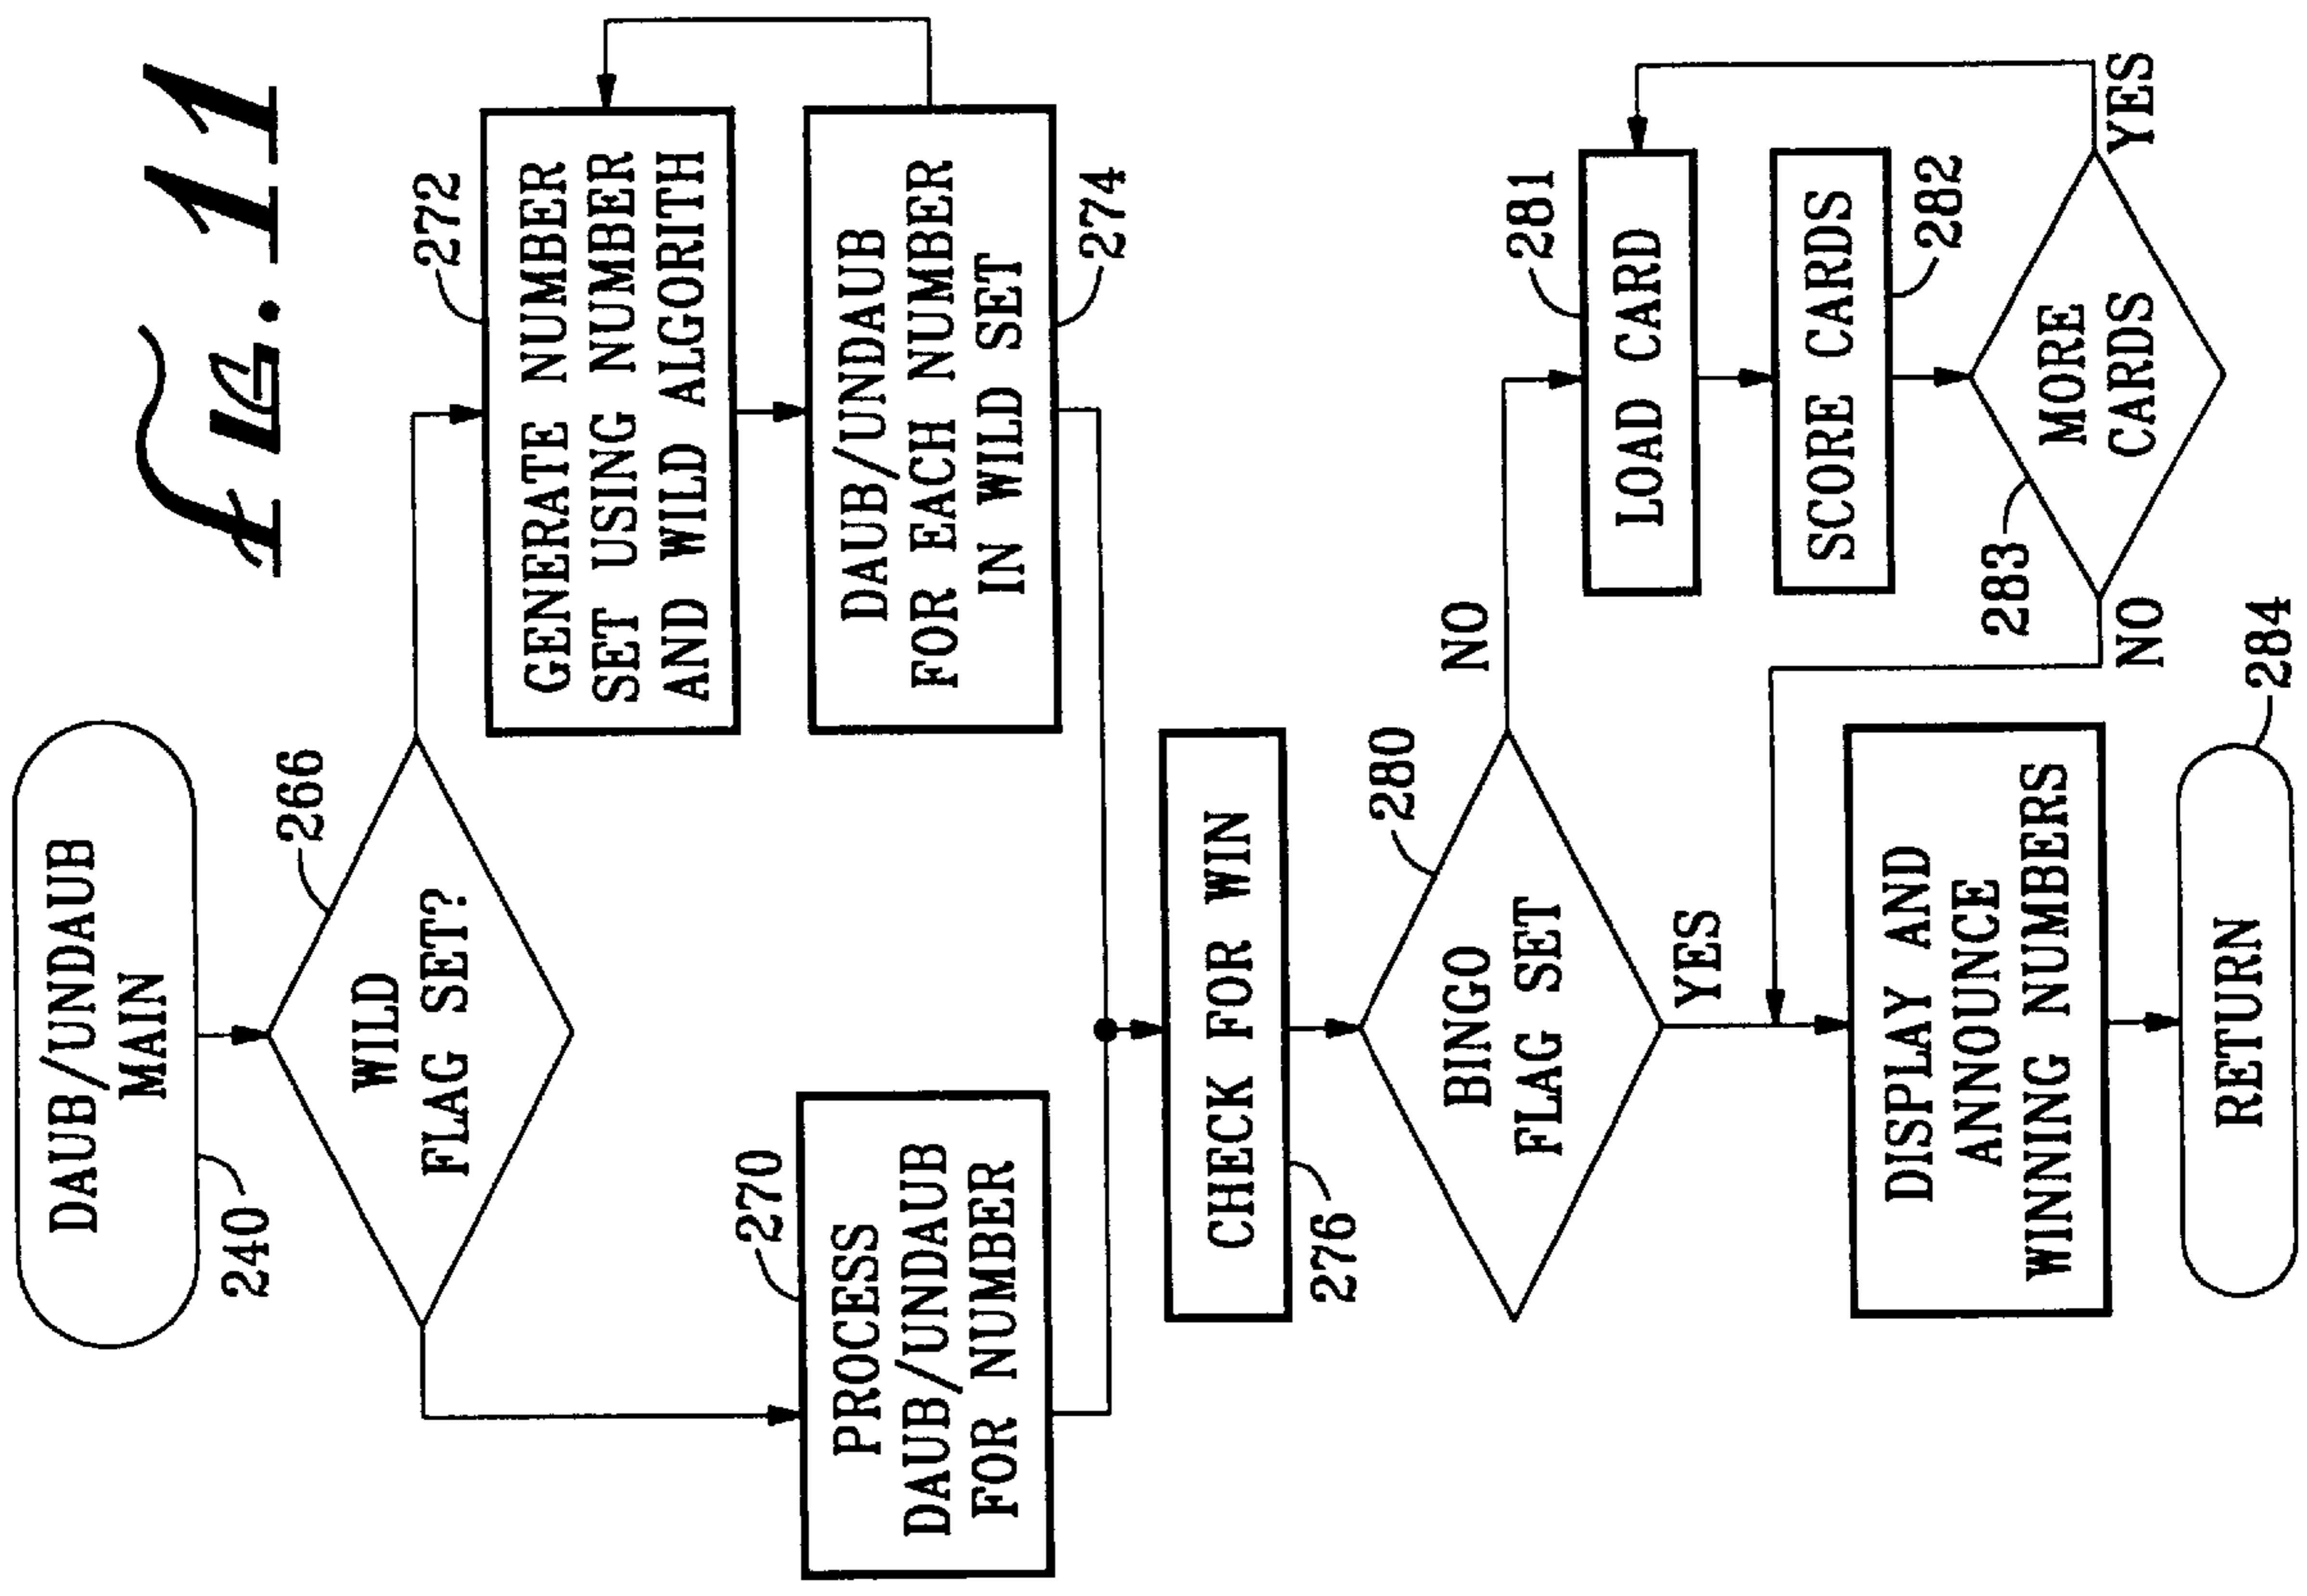 Fig. 11
DAUB/UNDAUB
MAIN
240
266
WILD
FLAG SET?
272
GENERATE NUMBER
SET USING NUMBER
AND WILD ALGORITH
270
PROCESS
DAUB/UNDAUB
FOR NUMBER
DAUB/UNDAUB
FOR EACH NUMBER
IN WILD SET
274
CHECK FOR WIN
276
280
BINGO
FLAG SET
NO
YES
281
LOAD CARD
SCORE CARDS
282
283
MORE
CARDS
YES
NO
DISPLAY AND
ANNOUNCE
WINNING NUMBERS
284
RETURN